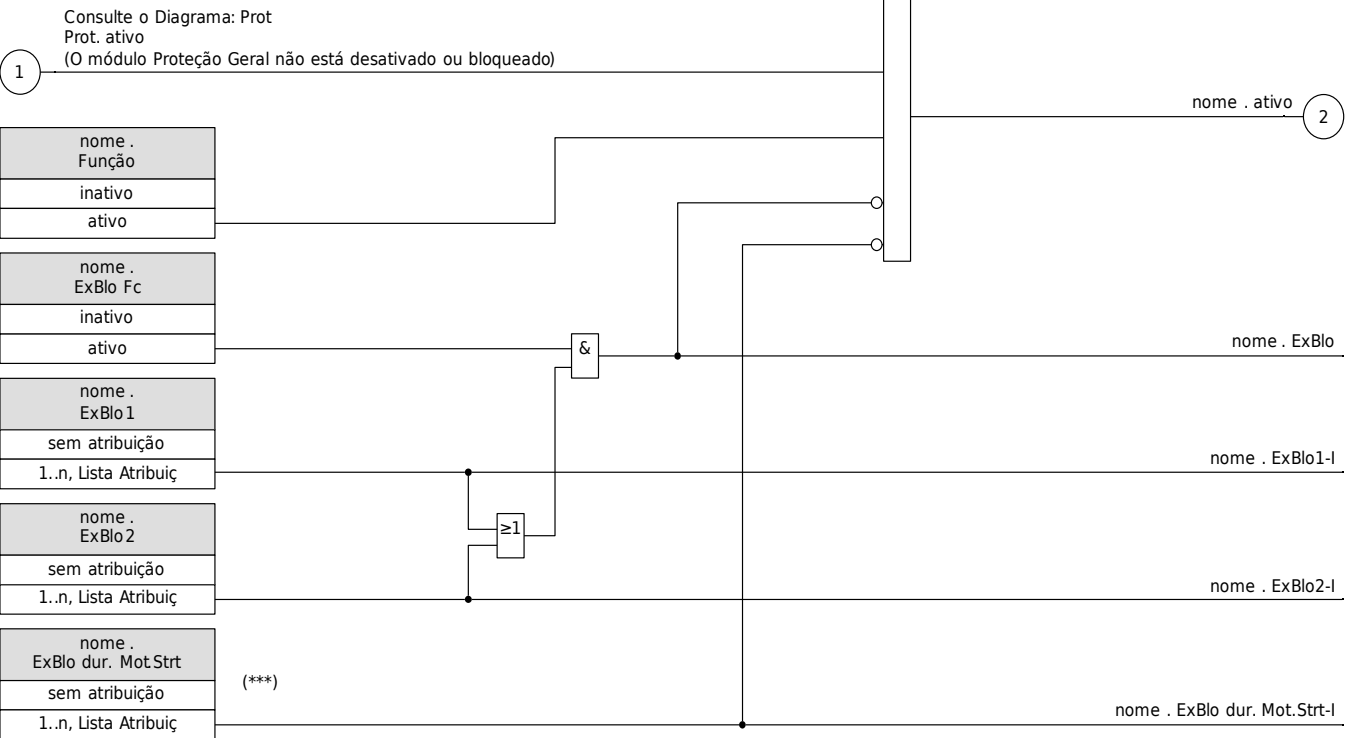 Consulte o Diagrama: Prot
Prot. ativo
(O módulo Proteção Geral não está desativado ou bloqueado)
1
nome . ativo
2
nome .
Função
inativo
ativo
nome .
ExBlo Fc
inativo
ativo
&
nome . ExBlo
nome .
ExBlo1
sem atribuição
1..n, Lista Atribuiç
nome . ExBlo1-I
≥1
nome .
ExBlo2
sem atribuição
1..n, Lista Atribuiç
nome . ExBlo2-I
nome .
ExBlo dur. Mot.Strt
sem atribuição
1..n, Lista Atribuiç
(***)
nome . ExBlo dur. Mot.Strt-I